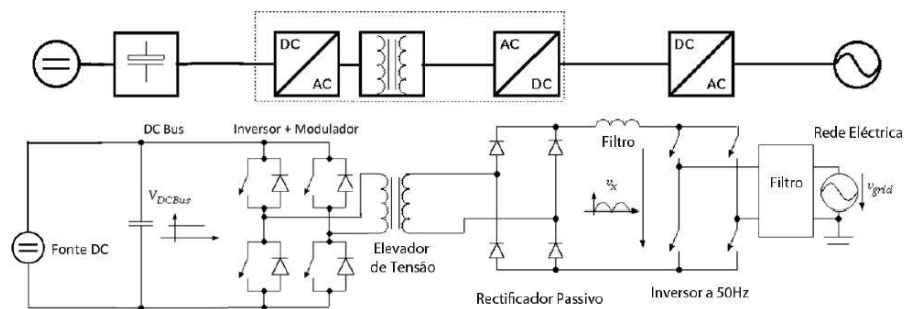 DC
AC
AC
DC
DC
AC
DC Bus
Inversor + Modulador
Rede Eléctrica
V_DCBus
Filtro
v_x
Filtro
v_grid
Fonte DC
Elevador
de Tensão
Rectificador Passivo
Inversor a 50Hz